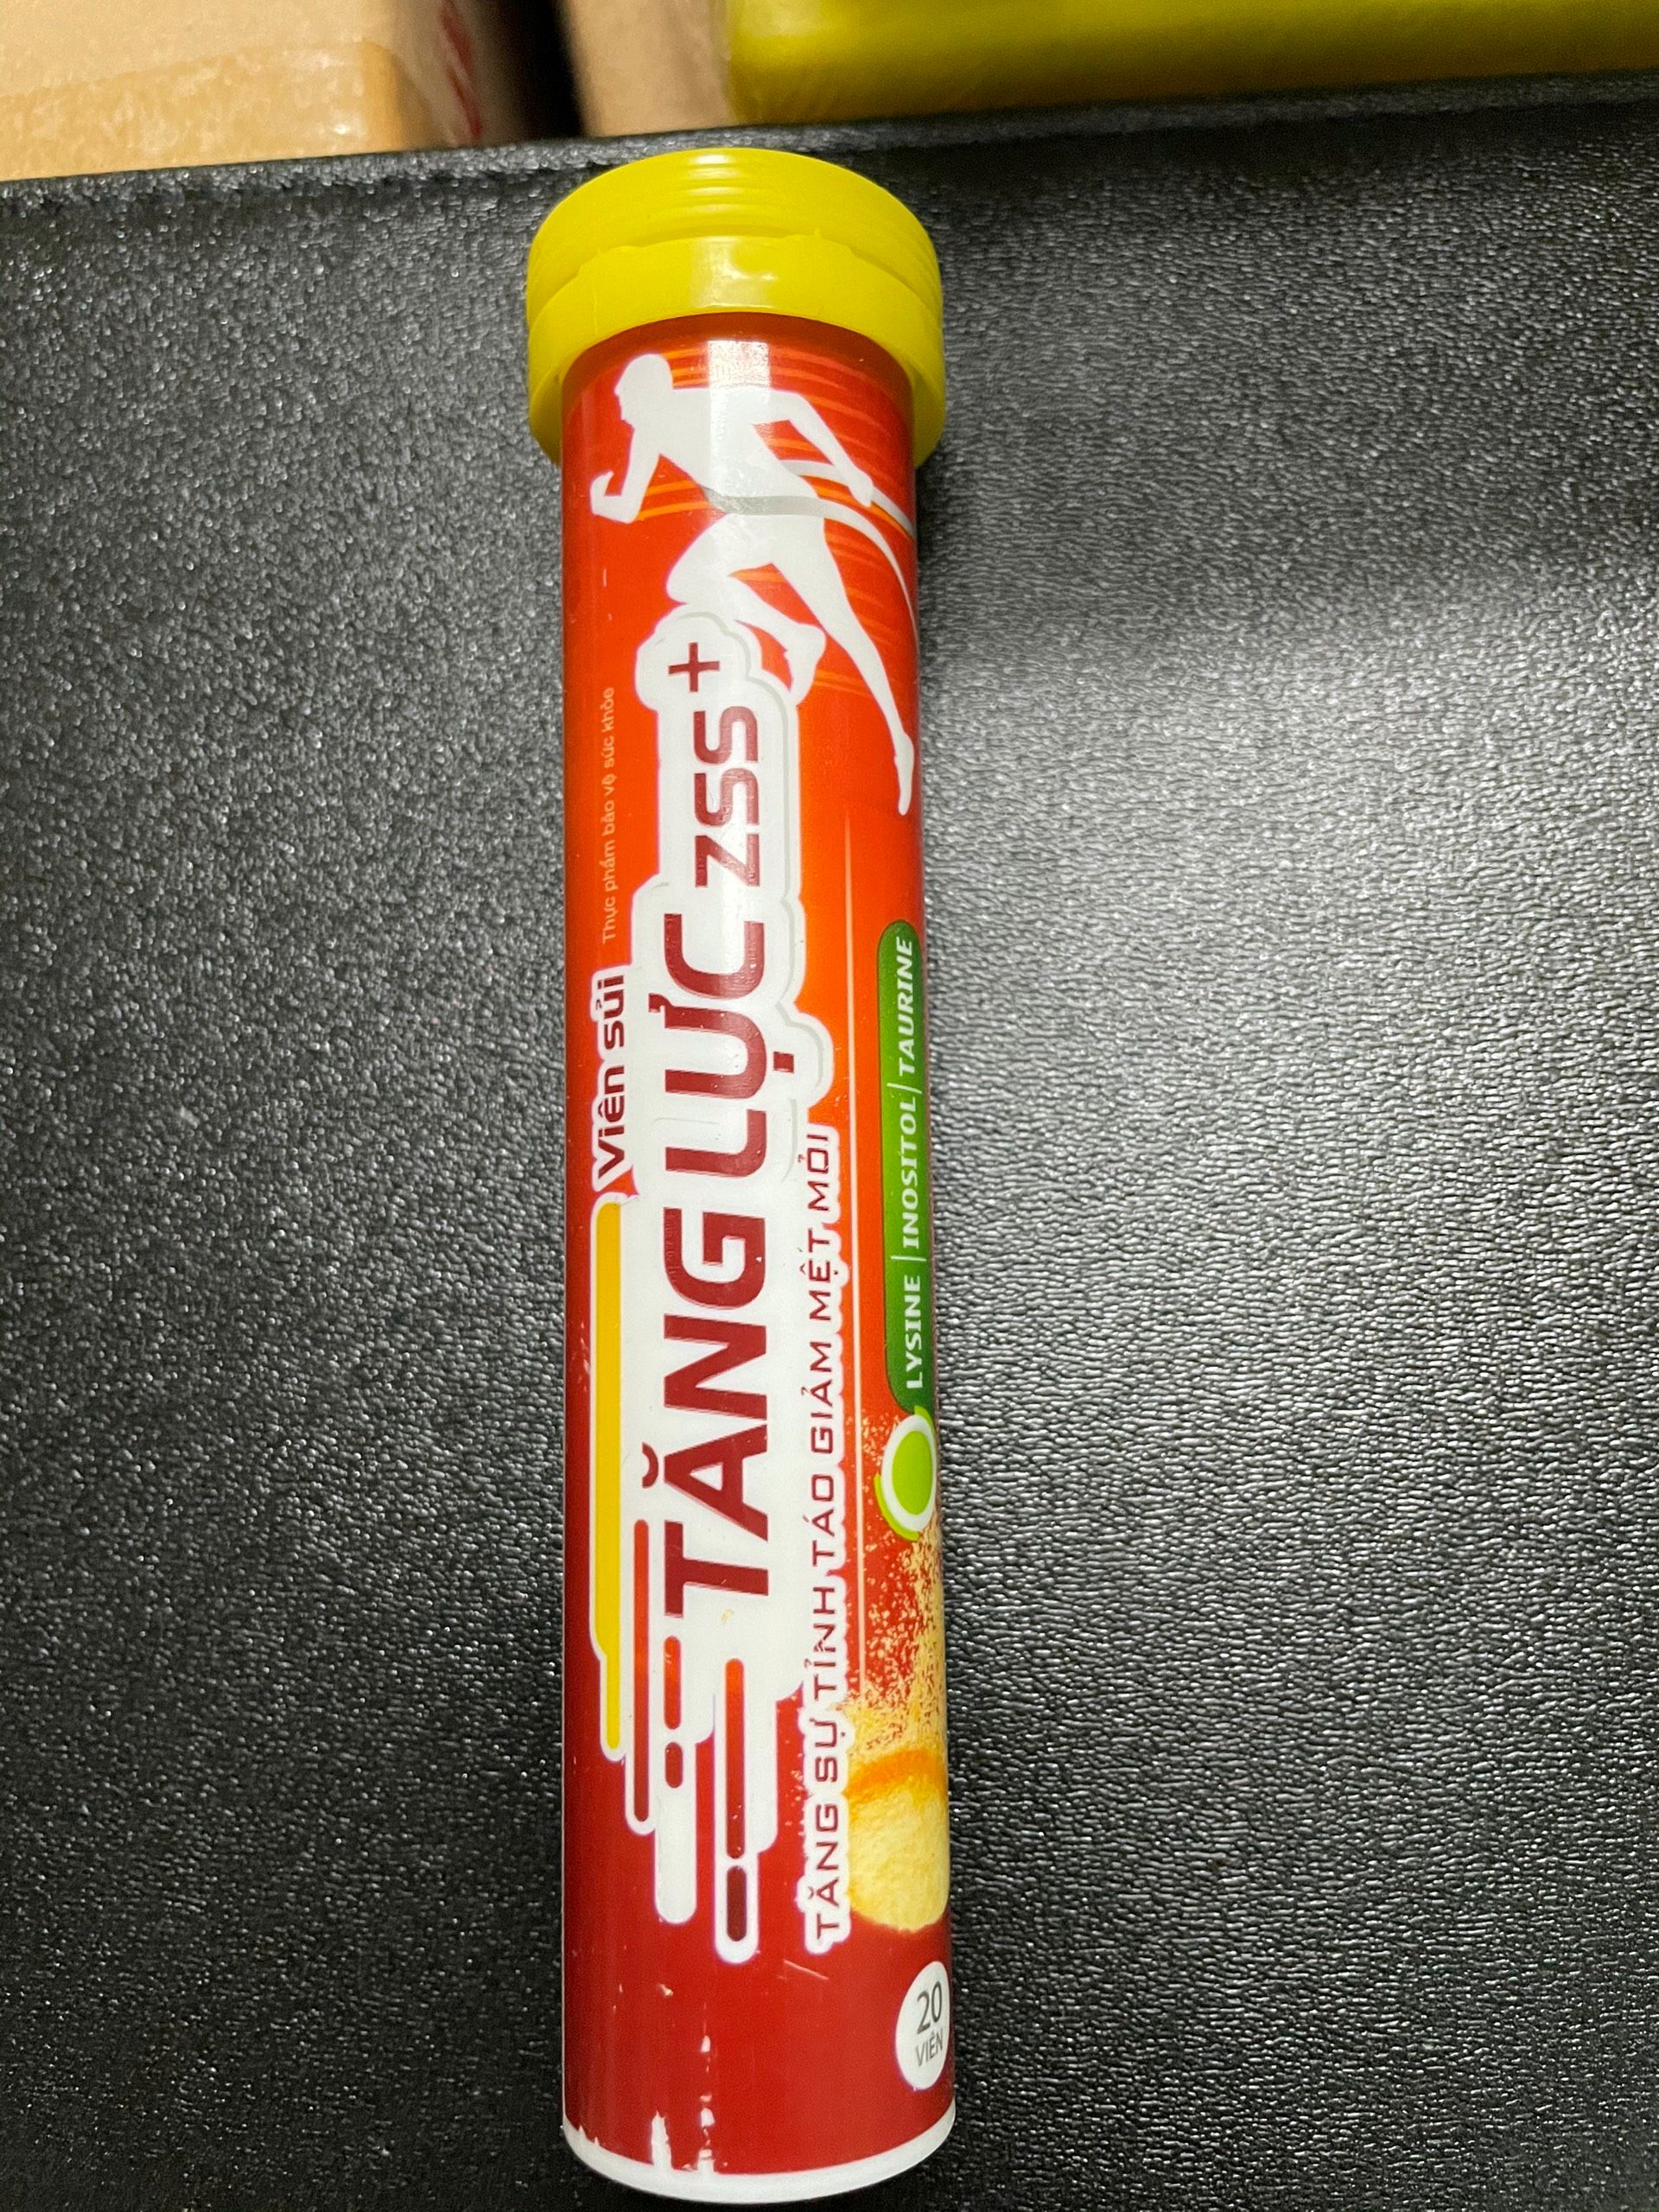 Viên sủi
Thực phẩm bảo vệ sức khỏe
TĂNG LỰC ZSS+
TĂNG SỰ TỈNH TÁO GIẢM MỆT MỎI
LYSINE | INOSITOL | TAURINE
20
VIÊN